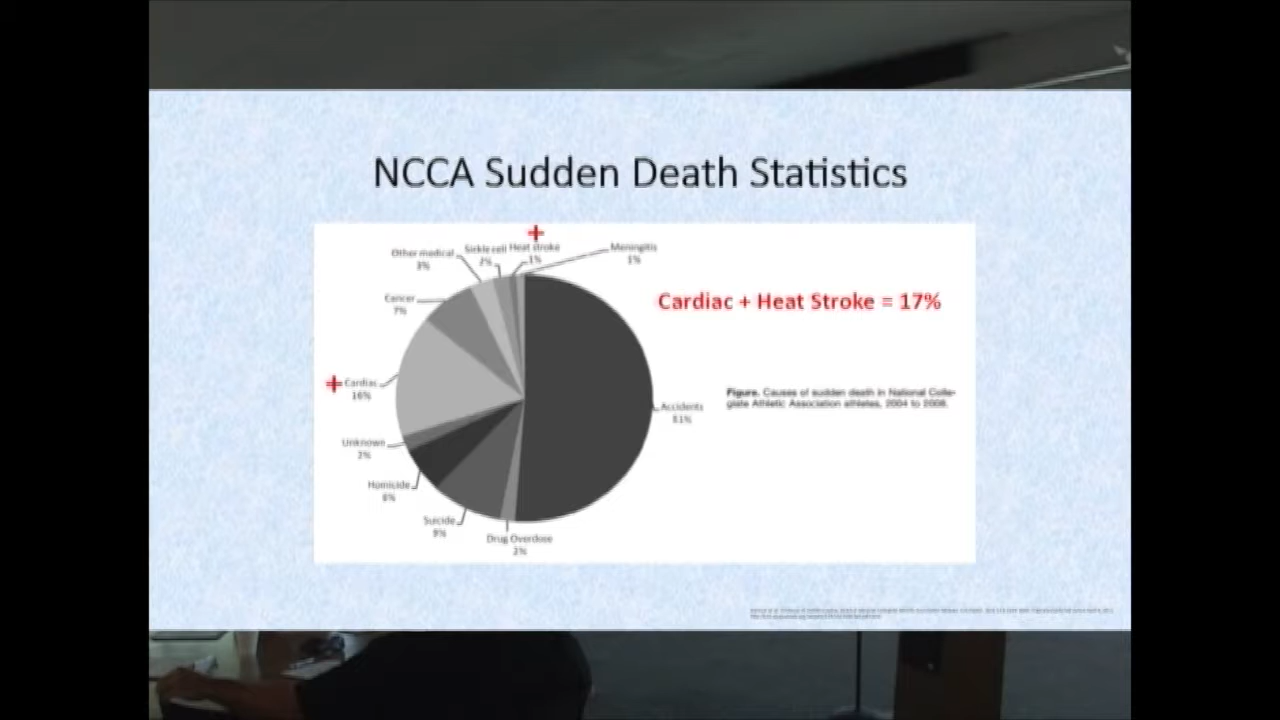 NCCA Sudden Death Statistics
Other medical
3%
Sickle cell
2%
Heat stroke
1%
Meningitis
1%
Cancer
7%
Cardiac + Heat Stroke = 17%
Cardiac
16%
Figure. Causes of sudden death in National Colle-
giate Athletic Association athletes, 2004 to 2008.
Accidents
51%
Unknown
2%
Homicide
6%
Suicide
9%
Drug Overdose
2%